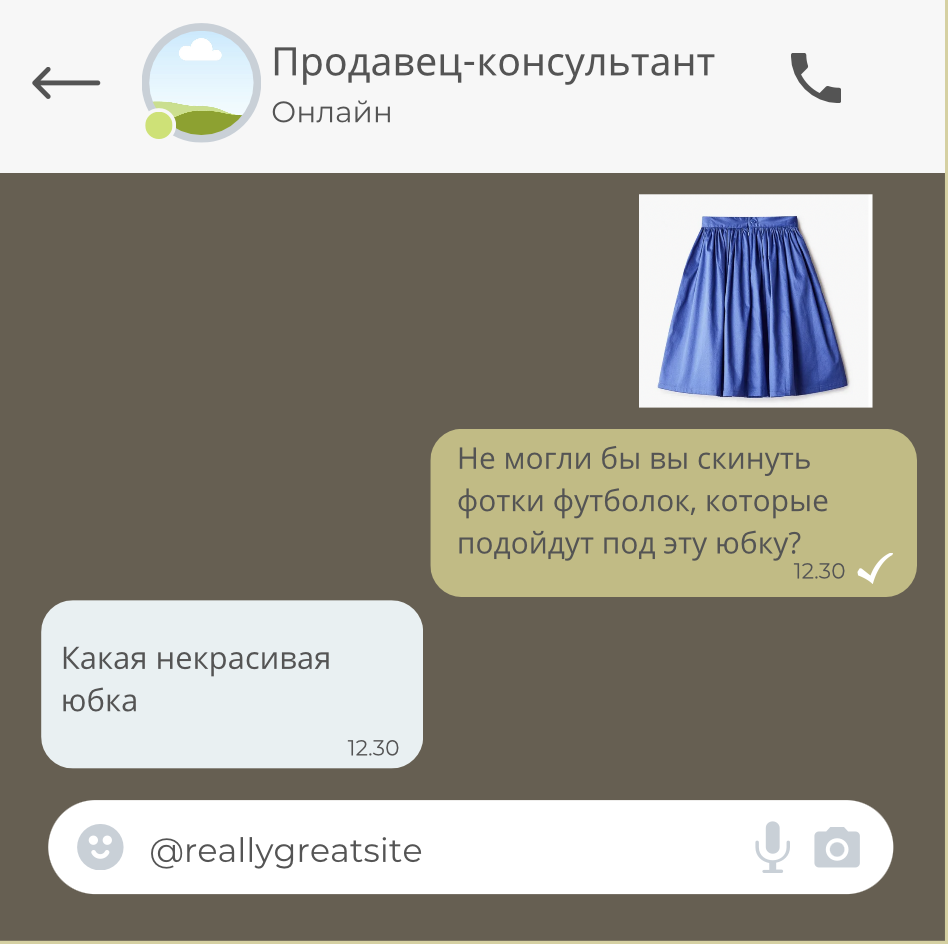 Продавец-консультант
Онлайн
Не могли бы вы скинуть
фотки футболок, которые
подойдут под эту юбку?
12.30
Какая некрасивая
юбка
12.30
@reallygreatsite